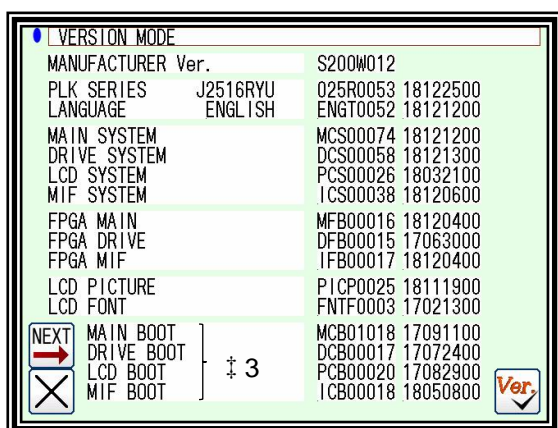 VERSION MODE
MANUFACTURER Ver. S200W012
PLK SERIES J2516RYU 025R0053 18122500
LANGUAGE ENGLISH ENGT0052 18121200
MAIN SYSTEM MCS00074 18121200
DRIVE SYSTEM DCS00058 18121300
LCD SYSTEM PCS00026 18032100
MIF SYSTEM ICS00038 18120600
FPGA MAIN MFB00016 18120400
FPGA DRIVE DFB00015 17063000
FPGA MIF IFB00017 18120400
LCD PICTURE PICP0025 18111900
LCD FONT FNTF0003 17021300
NEXT MAIN BOOT MCB01018 17091100
DRIVE BOOT DCB00017 17072400
LCD BOOT ‡3 PCB00020 17082900
MIF BOOT ICB00018 18050800
Ver.